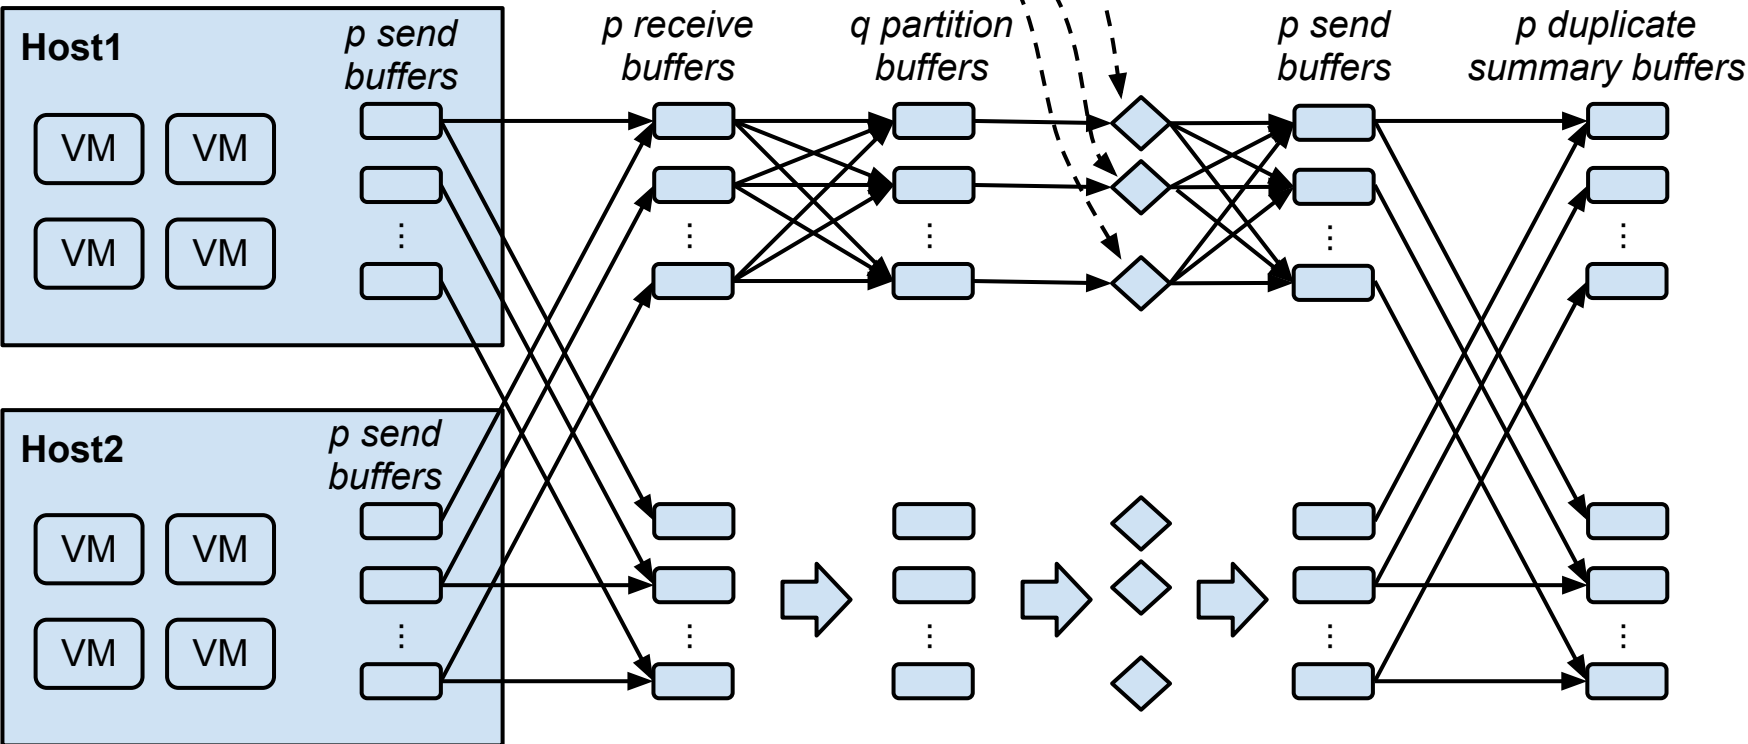 Host1
p send
buffers
p receive
buffers
q partition
buffers
p send
buffers
p duplicate
summary buffers
VM VM
VM VM
...
...
...
...
...
Host2
p send
buffers
VM VM
VM VM
...
...
...
...
...